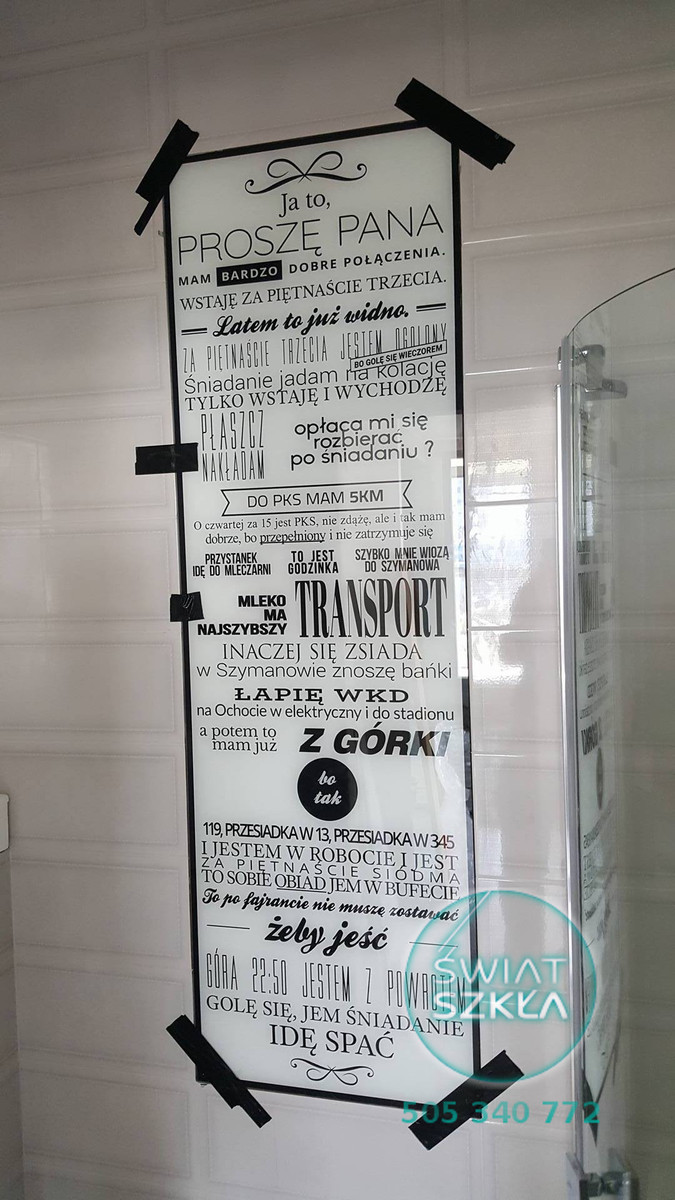 Ja to,
PROSZĘ PANA
MAM BARDZO DOBRE POŁĄCZENIA.
WSTAJĘ ZA PIĘTNAŚCIE TRZECIA.
Latem to już widno.
ZA PIĘTNAŚCIE TRZECIA JESTEM OGOLONY
BO GOLĘ SIĘ WIECZOREM
Śniadanie jadam na kolację
TYLKO WSTAJĘ I WYCHODZĘ
PŁASZCZ
NAKŁADAM
opłaca mi się
rozbierać
po śniadaniu ?
DO PKS MAM 5KM
O czwartej za 15 jest PKS, nie zdążę, ale i tak mam
dobrze, bo przepełniony i nie zatrzymuje się
PRZYSTANEK
IDĘ DO MLECZARNI
TO JEST
GODZINKA
SZYBKO MNIE WIOZĄ
DO SZYMANOWA
MLEKO
MA
NAJSZYBSZY
TRANSPORT
INACZEJ SIĘ ZSIADA
w Szymanowie znoszę bańki
ŁAPIĘ WKD
na Ochocie w elektryczny i do stadionu
a potem to
mam już
Z GÓRKI
bo
tak
119, PRZESIADKA W 13, PRZESIADKA W 345
I JESTEM W ROBOCIE I JEST
ZA PIĘTNAŚCIE SIÓDMA
TO SOBIE OBIAD JEM W BUFECIE
To po fajrancie nie muszę zostawać
żeby jeść
GÓRA 22:50 JESTEM Z POWROTEM
GOLĘ SIĘ, JEM ŚNIADANIE
IDĘ SPAĆ
ŚWIAT
SZKŁA
505 340 772